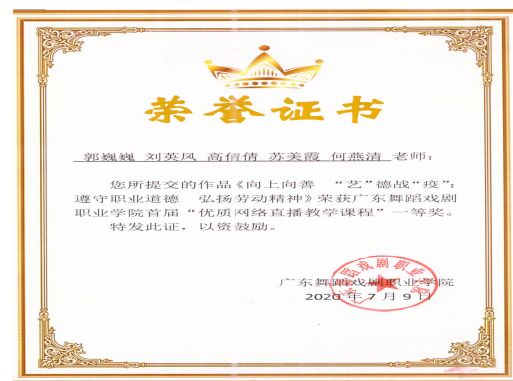 荣誉证书
郭巍巍 刘英凤 高倩倩 苏美霞 何燕清 老师：
您所提交的作品《向上向善 “艺”德战“疫”；
遵守职业道德 弘扬劳动精神》荣获广东舞蹈戏剧
职业学院首届“优质网络直播教学课程”一等奖。
特发此证，以资鼓励。
广东舞蹈戏剧职业学院
2020年7月9日